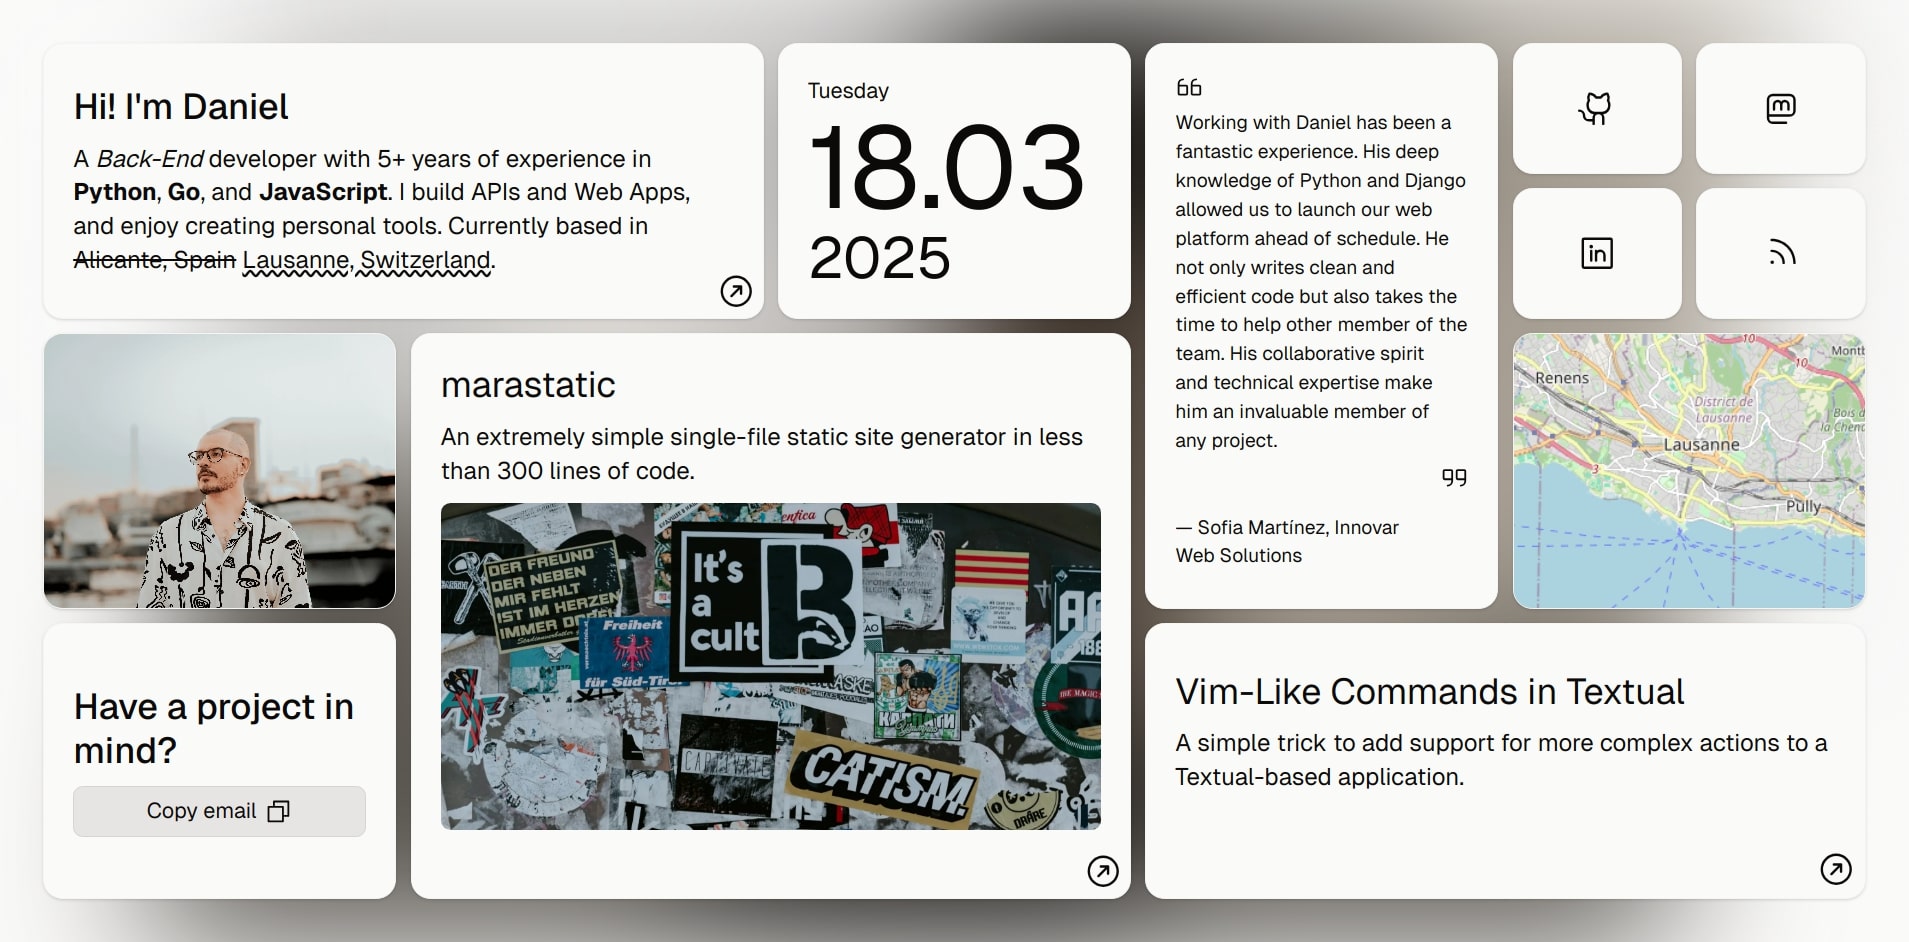 Hi! I'm Daniel
A Back-End developer with 5+ years of experience in
Python, Go, and JavaScript. I build APIs and Web Apps,
and enjoy creating personal tools. Currently based in
Alicante, Spain Lausanne, Switzerland.
Tuesday
18.03
2025
Working with Daniel has been a
fantastic experience. His deep
knowledge of Python and Django
allowed us to launch our web
platform ahead of schedule. He
not only writes clean and
efficient code but also takes the
time to help other member of the
team. His collaborative spirit
and technical expertise make
him an invaluable member of
any project.
— Sofia Martínez, Innovar
Web Solutions
m
in
10
10
Renens
District de
Lausanne
Bois d
la Chen
Lausanne
3
Pully
marastatic
An extremely simple single-file static site generator in less
than 300 lines of code.
enfica
DER FREUND
DER NEBEN
MIR FEHLT
IST IM HERZEN
IMMER
It's
a
cult
B
Freiheit
für Süd-Tir
КАРПАТИ
CATISM!
DRÅRE
Have a project in
mind?
Copy email
Vim-Like Commands in Textual
A simple trick to add support for more complex actions to a
Textual-based application.